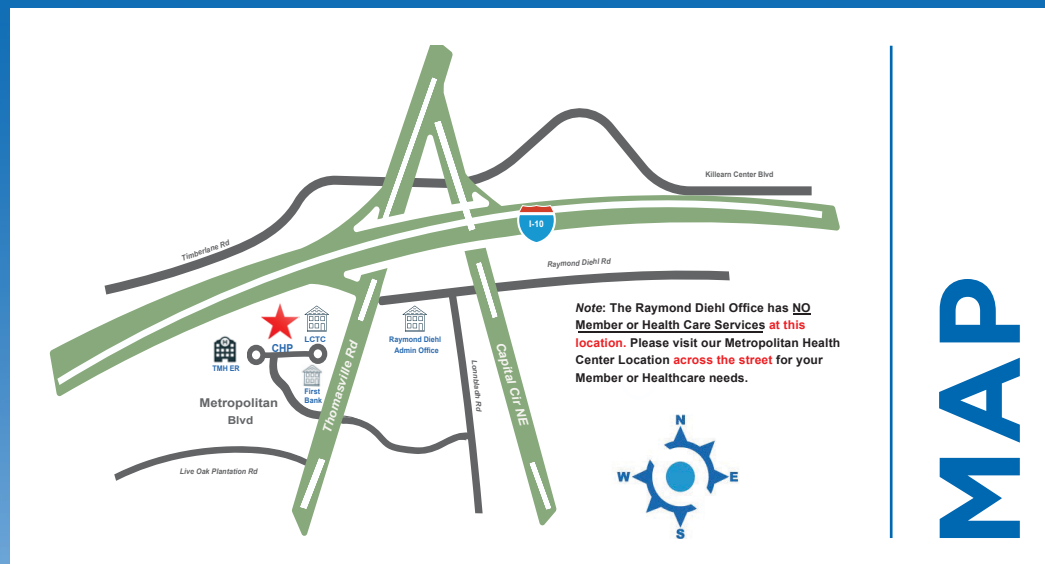 Killearn Center Blvd
I-10
Timberlane Rd
Raymond Diehl Rd
Note: The Raymond Diehl Office has NO
Member or Health Care Services at this
location. Please visit our Metropolitan Health
Center Location across the street for your
Member or Healthcare needs.
LCTC
CHP
H
TMH ER
Raymond Diehl
Admin Office
First
Bank
Metropolitan
Blvd
Thomasville Rd
Lonnbladh Rd
Capital Cir NE
Live Oak Plantation Rd
N
W
E
S
MAP